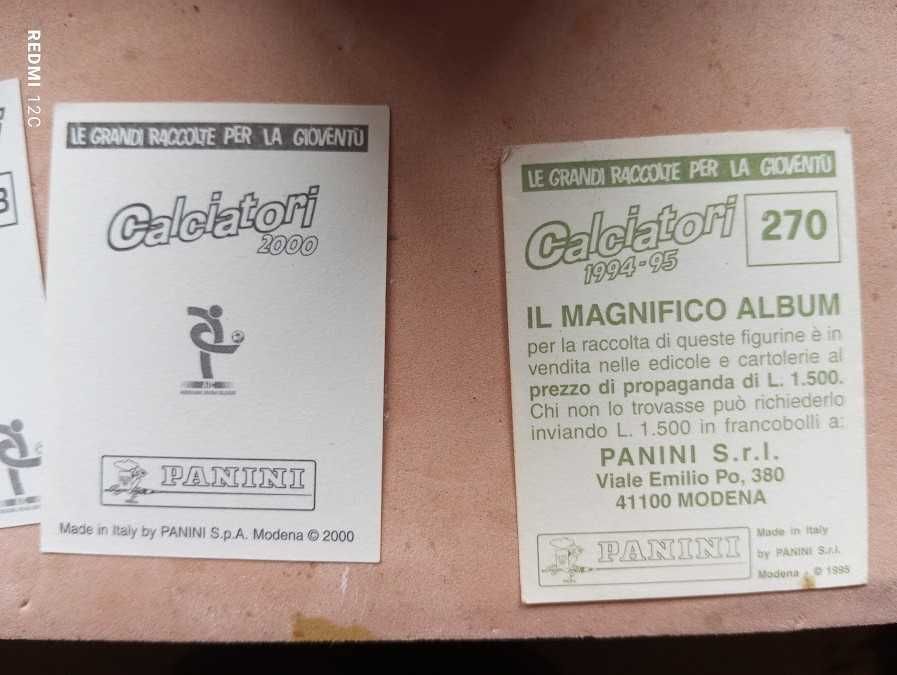 REDMI 12C
3
LE GRANDI RACCOLTE PER LA GIOVENTÙ
Calciatori
2000
AIC
PANINI
Made in Italy by PANINI S.p.A. Modena © 2000
LE GRANDI RACCOLTE PER LA GIOVENTÙ
Calciatori
1994-95
270
IL MAGNIFICO ALBUM
per la raccolta di queste figurine è in
vendita nelle edicole e cartolerie al
prezzo di propaganda di L. 1.500.
Chi non lo trovasse può richiederlo
inviando L. 1.500 in francobolli a:
PANINI S.r.l.
Viale Emilio Po, 380
41100 MODENA
PANINI
Made in Italy
by PANINI S.r.l.
Modena - © 1995